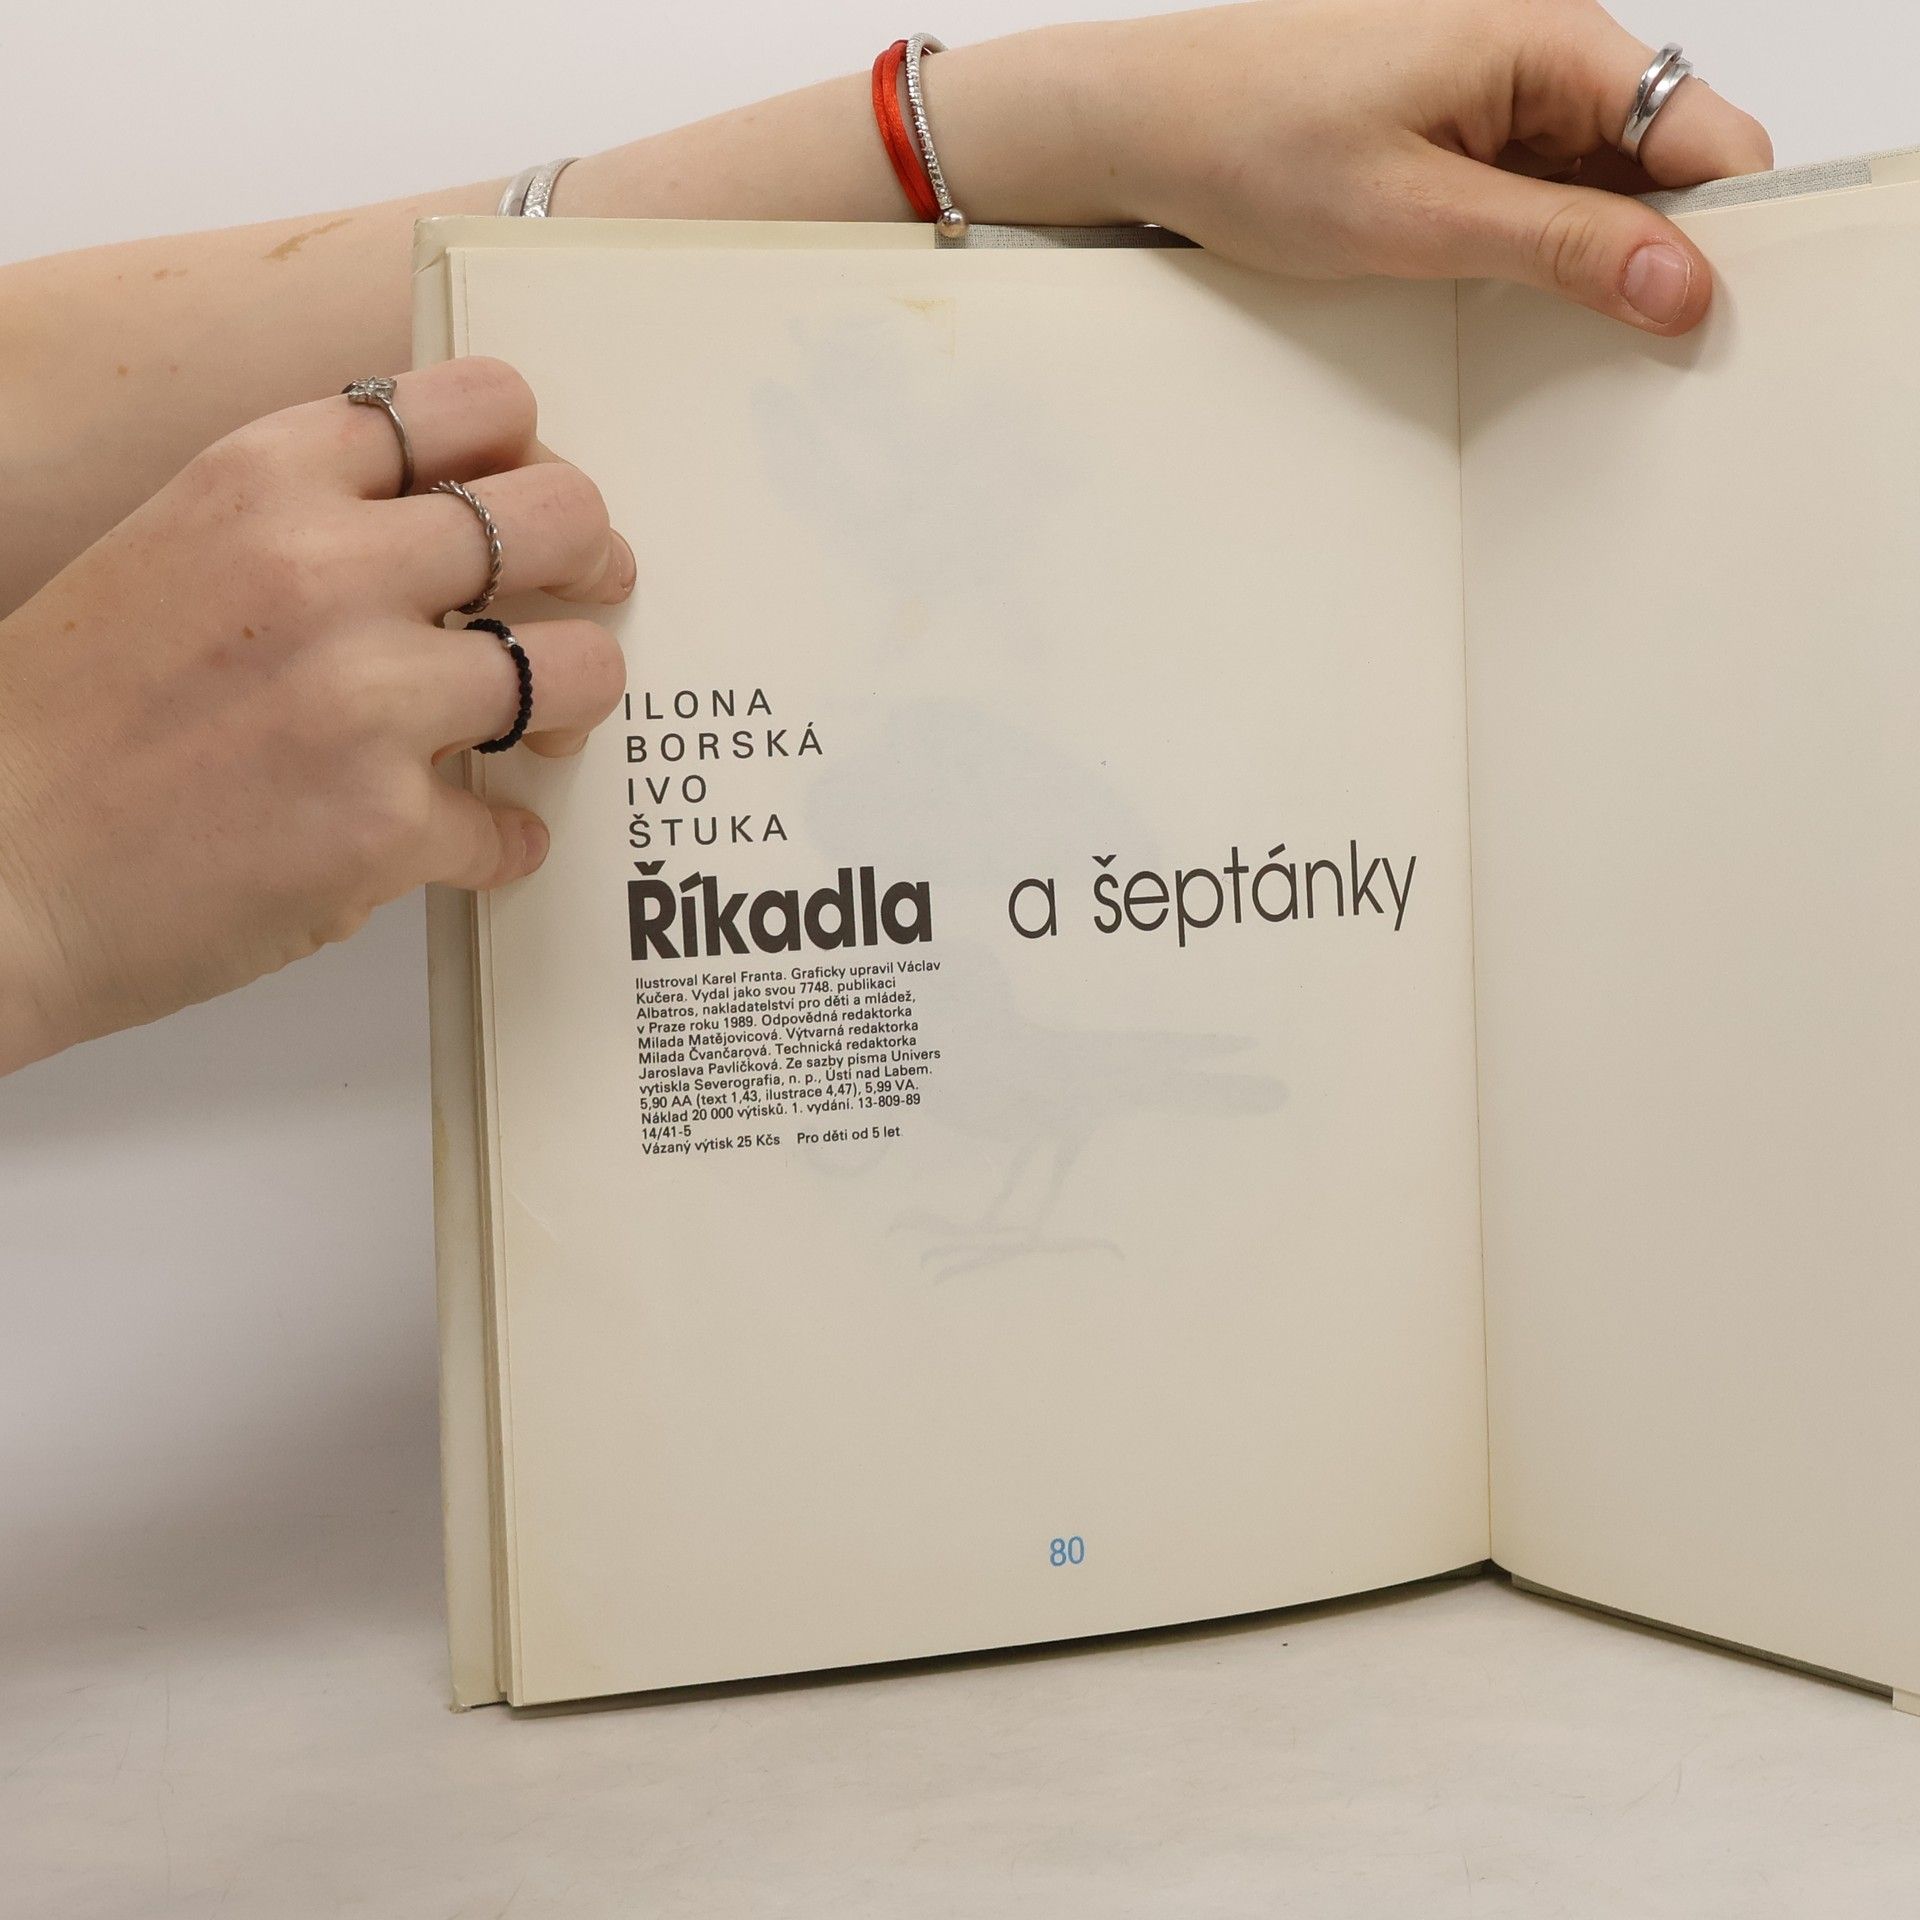 ILONA
BORSKÁ
IVO
ŠTUKA
Říkadla a šeptánky
Ilustroval Karel Franta. Graficky upravil Václav
Kučera. Vydal jako svou 7748. publikaci
Albatros, nakladatelství pro děti a mládež,
v Praze roku 1989. Odpovědná redaktorka
Milada Matějovicová. Výtvarná redaktorka
Milada Čvančarová. Technická redaktorka
Jaroslava Pavlíčková. Ze sazby písma Univers
vytiskla Severografia, n. p., Ústí nad Labem.
5,90 AA (text 1,43, ilustrace 4,47), 5,99 VA.
Náklad 20 000 výtisků. 1. vydání. 13-809-89
14/41-5
Vázaný výtisk 25 Kčs Pro děti od 5 let
80